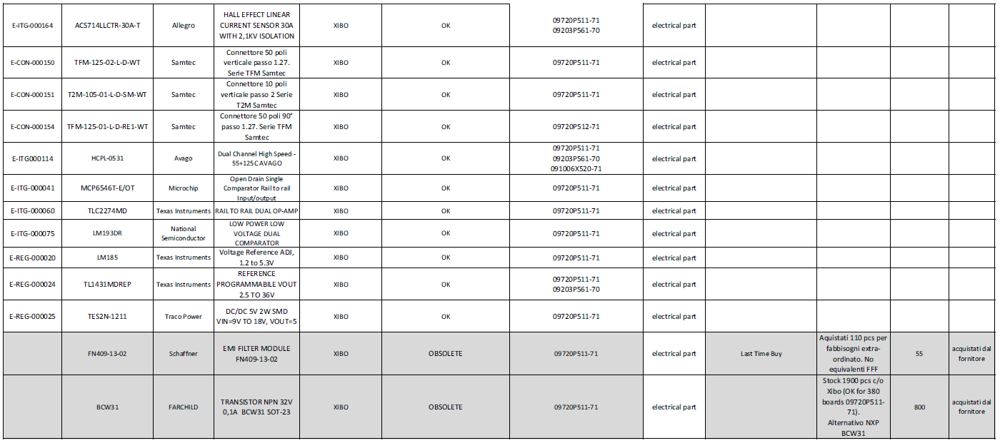 E-ITG-000164 ACS714LLCTR-30A-T Allegro HALL EFFECT LINEAR CURRENT SENSOR 30A WITH 2,1KV ISOLATION XIBO OK 09720P511-71 09203P561-70 electrical part
E-CON-000150 TFM-125-02-L-D-WT Samtec Connettore 50 poli verticale passo 1.27. Serie TFM Samtec XIBO OK 09720P511-71 electrical part
E-CON-000151 T2M-105-01-L-D-SM-WT Samtec Connettore 10 poli verticale passo 2 Serie T2M Samtec XIBO OK 09720P511-71 electrical part
E-CON-000154 TFM-125-01-L-D-RE1-WT Samtec Connettore 50 poli 90° passo 1.27. Serie TFM Samtec XIBO OK 09720P512-71 electrical part
E-ITG000114 HCPL-0531 Avago Dual Channel High Speed -55+125C AVAGO XIBO OK 09720P511-71 09203P561-70 091006X520-71 electrical part
E-ITG-000041 MCP6546T-E/OT Microchip Open Drain Single Comparator Rail to rail Input/output XIBO OK 09720P511-71 electrical part
E-ITG-000060 TLC2274MD Texas Instruments RAIL TO RAIL DUAL OP-AMP XIBO OK 09720P511-71 electrical part
E-ITG-000075 LM193DR National Semiconductor LOW POWER LOW VOLTAGE DUAL COMPARATOR XIBO OK 09720P511-71 electrical part
E-REG-000020 LM185 Texas Instruments Voltage Reference ADJ, 1.2 to 5.3V XIBO OK 09720P511-71 electrical part
E-REG-000024 TL1431MDREP Texas Instruments REFERENCE PROGRAMMABILE VOUT 2.5 TO 36V XIBO OK 09720P511-71 09203P561-70 electrical part
E-REG-000025 TES2N-1211 Traco Power DC/DC 5V 2W SMD VIN=9V TO 18V, VOUT=5 XIBO OK 09720P511-71 electrical part
FN409-13-02 Schaffner EMI FILTER MODULE FN409-13-02 XIBO OBSOLETE 09720P511-71 electrical part Last Time Buy Aquistati 110 pcs per fabbisogni extra-ordinato. No equivalenti FFF 55 acquistati dal fornitore
BCW31 FARCHILD TRANSISTOR NPN 32V 0,1A BCW31 SOT-23 XIBO OBSOLETE 09720P511-71 electrical part Stock 1900 pcs c/o Xibo (OK for 380 boards 09720P511-71). Alternativo NXP BCW31 800 acquistati dal fornitore